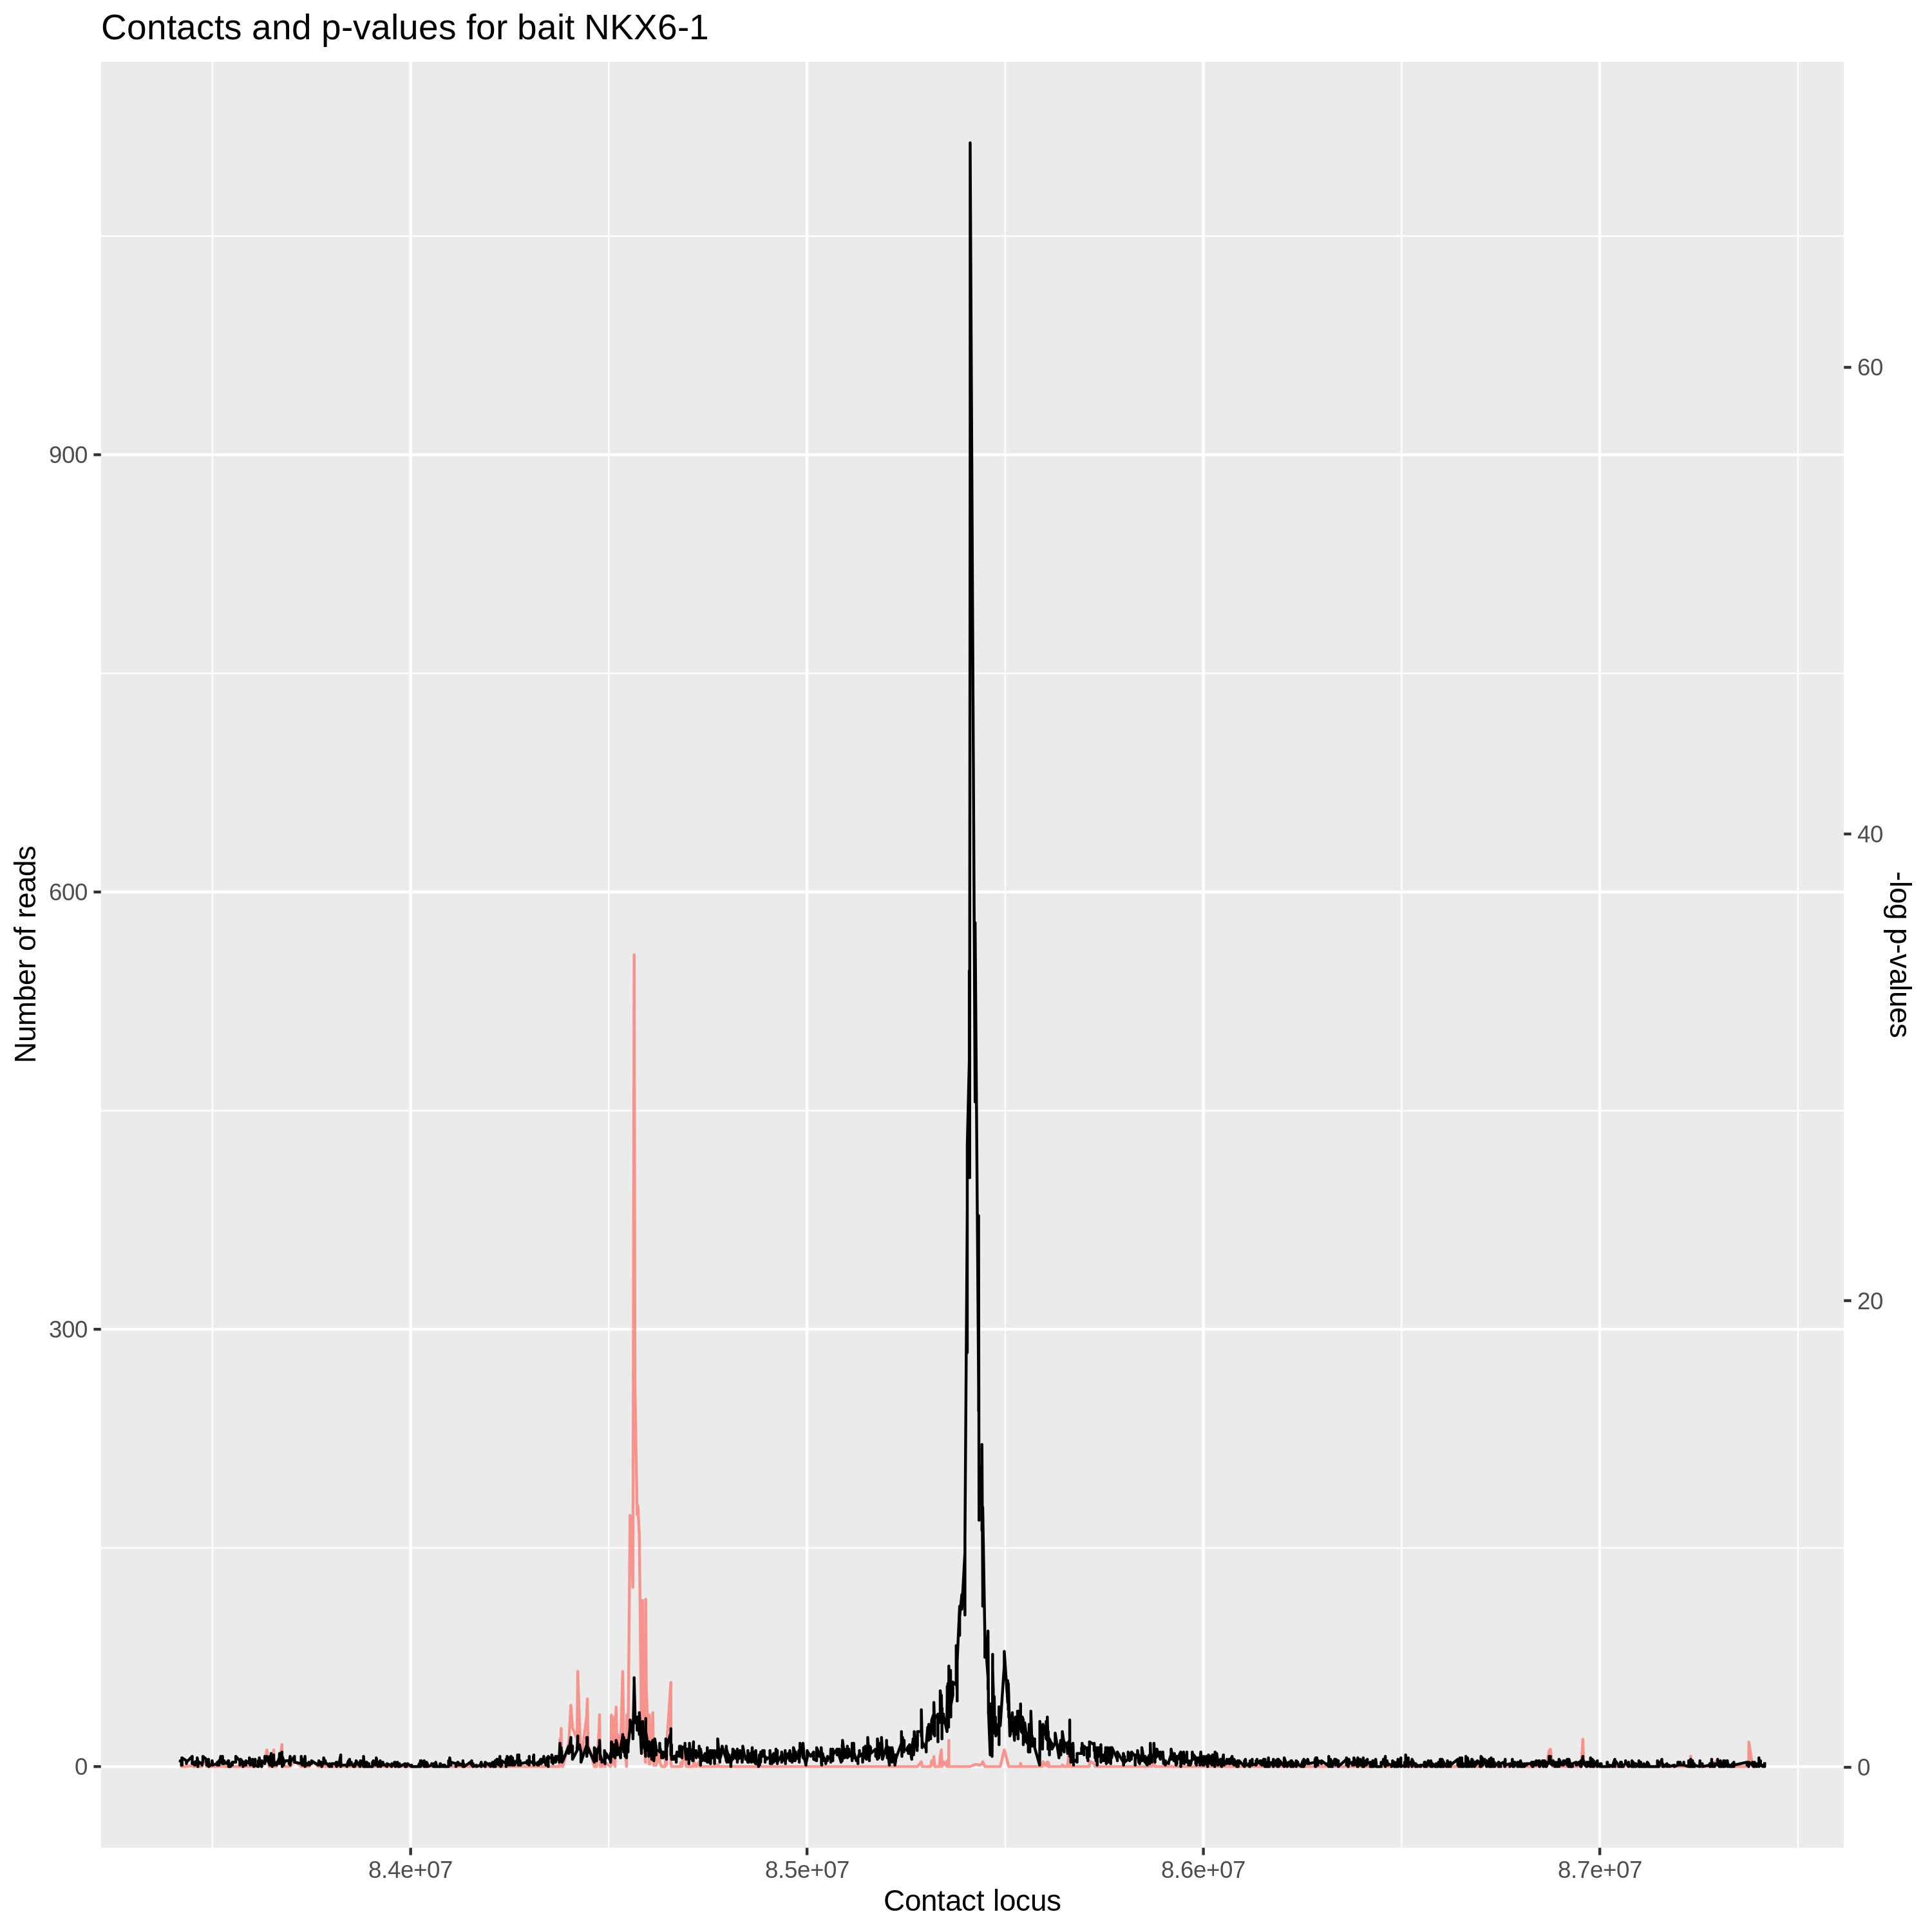 Contacts and p-values for bait NKX6-1
Number of reads
900
600
300
0
60
40
20
0
-log p-values
8.4e+07 8.5e+07 8.6e+07 8.7e+07
Contact locus